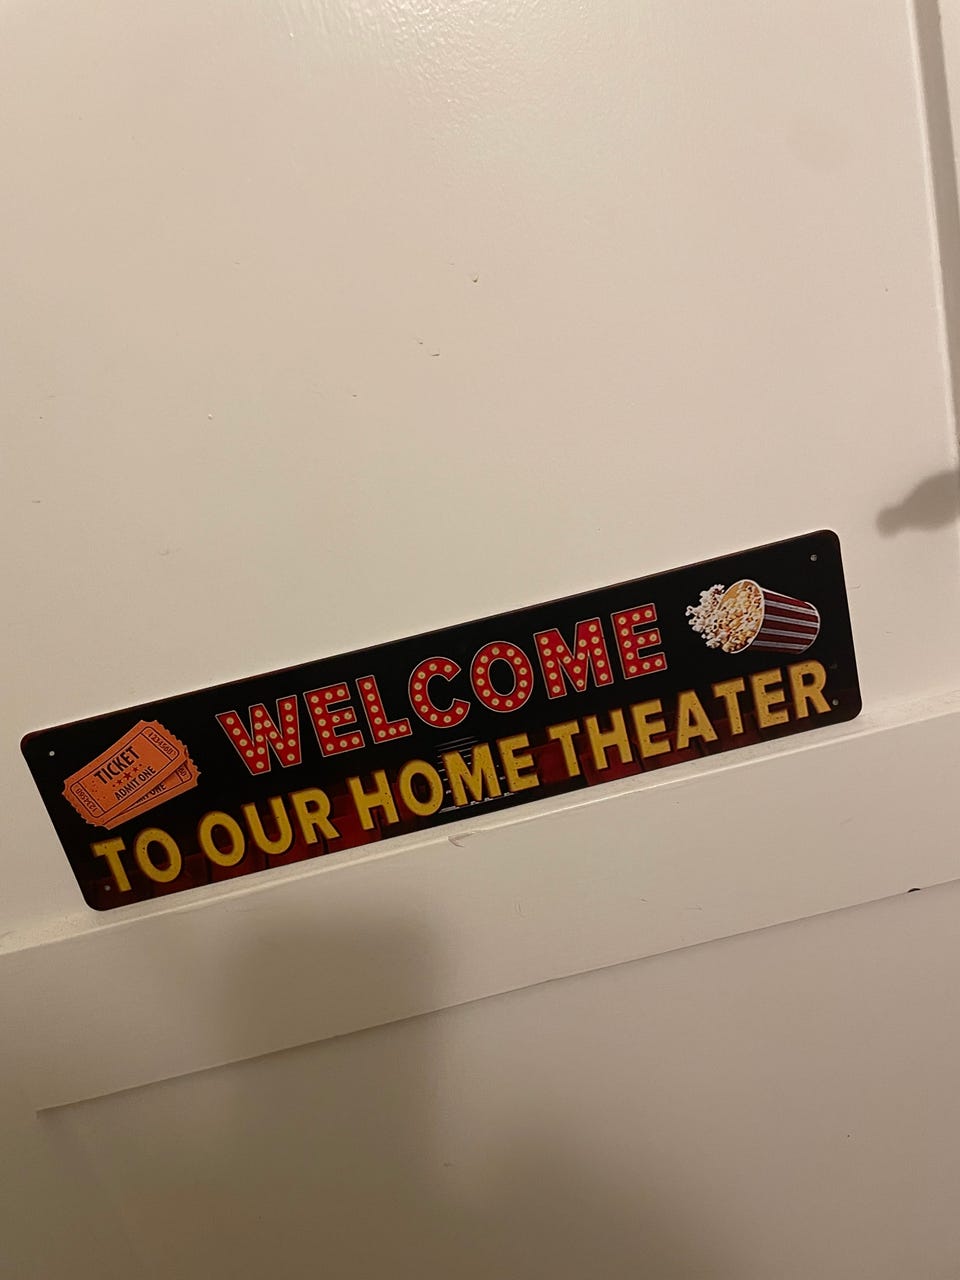 WELCOME
TO OUR HOME THEATER
TICKET
ADMIT ONE